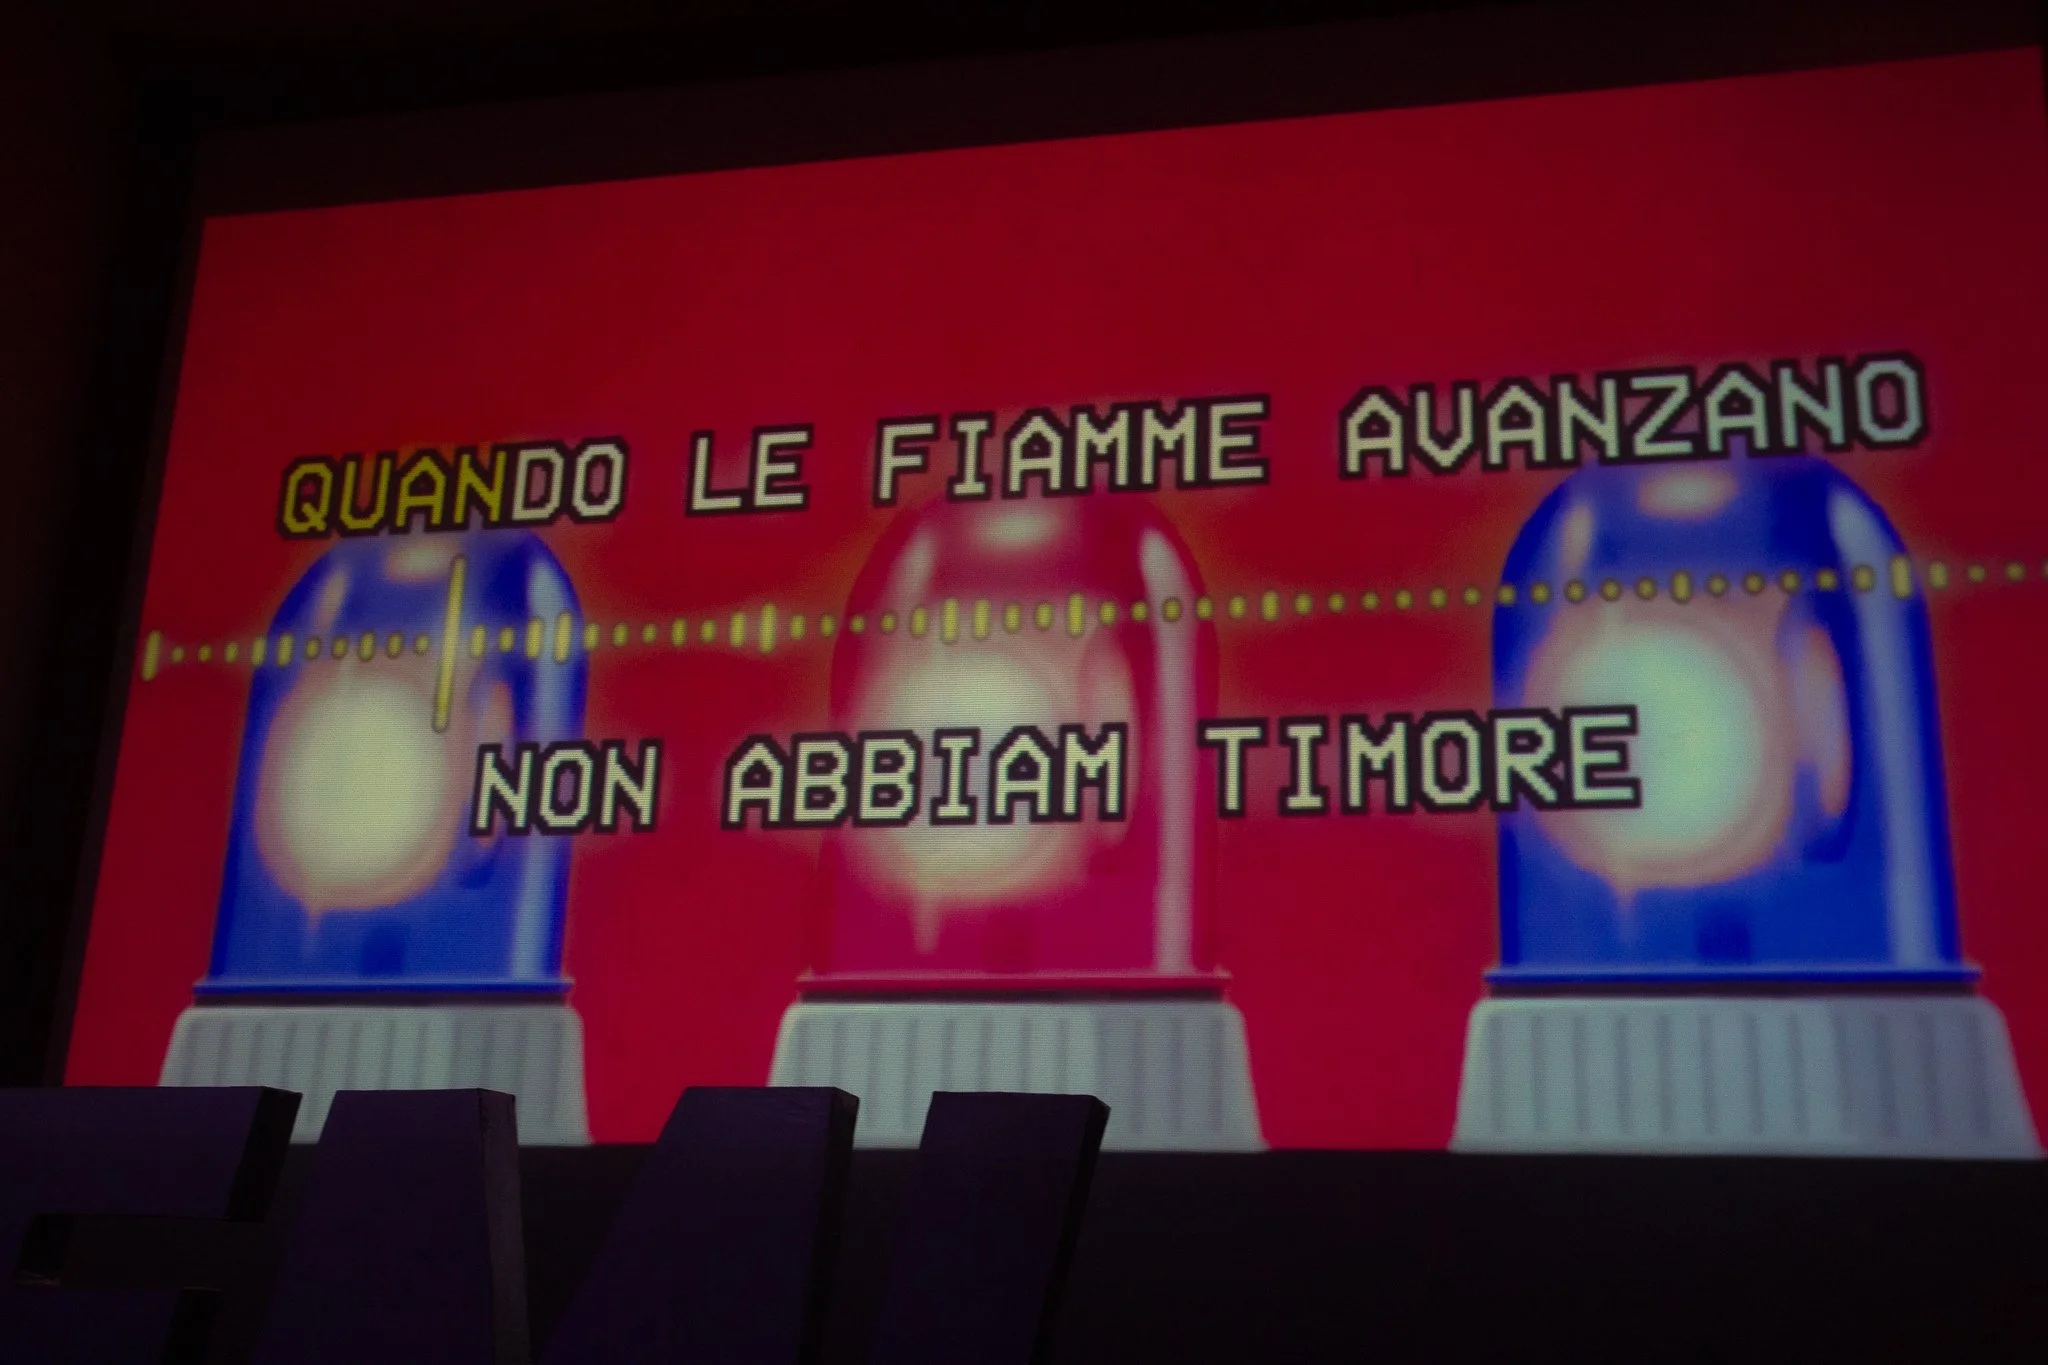 QUANDO LE FIAMME AVANZANO
NON ABBIAM TIMORE